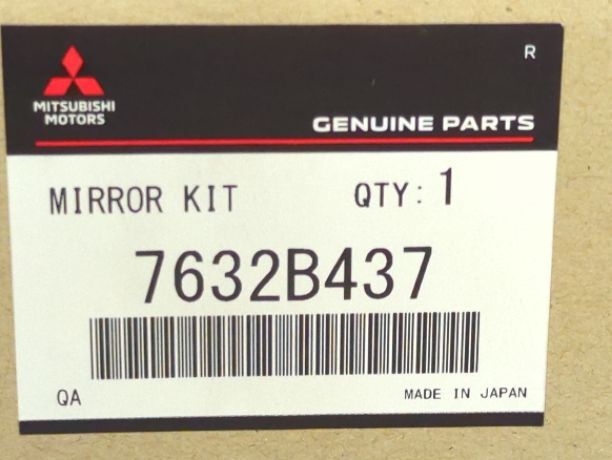 R
MITSUBISHI
MOTORS
GENUINE PARTS
MIRROR KIT QTY: 1
7632B437
QA MADE IN JAPAN